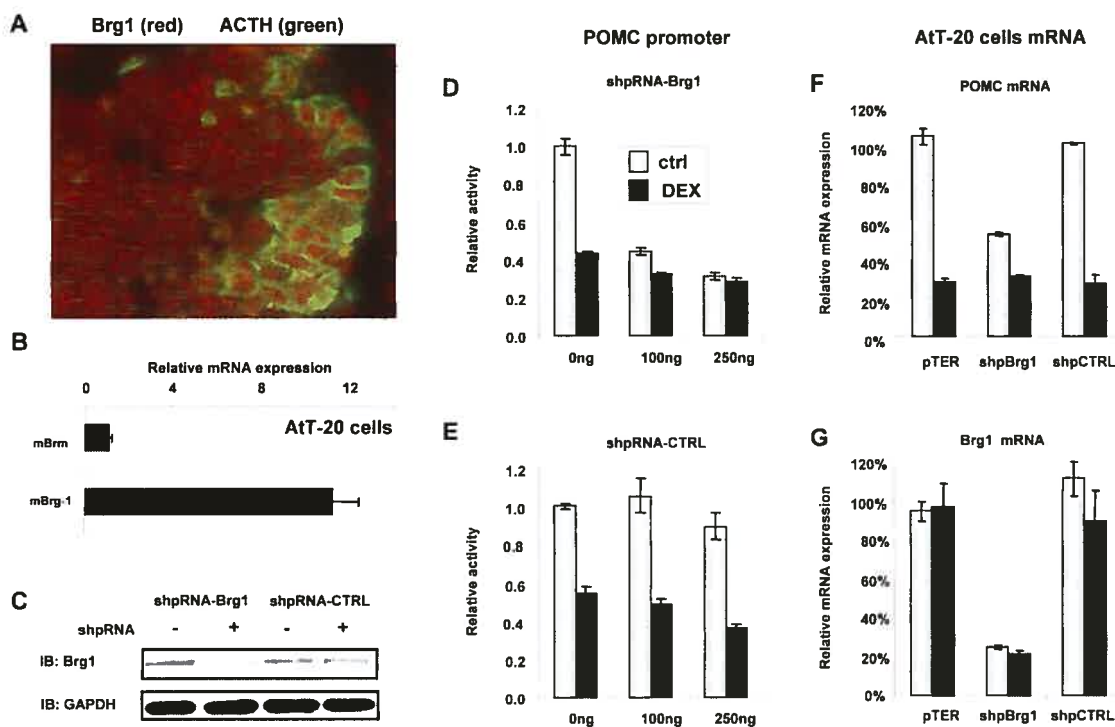 A
Brg1 (red) ACTH (green)
B
Relative mRNA expression
0 4 8 12
AtT-20 cells
mBrm
mBrg-1
C
shpRNA-Brg1 shpRNA-CTRL
shpRNA - + - +
IB: Brg1
IB: GAPDH
POMC promoter
D
shpRNA-Brg1
Relative activity
1.2
1.0
0.8
0.6
0.4
0.2
0.0
ctrl
DEX
0ng 100ng 250ng
E
shpRNA-CTRL
Relative activity
1.2
1.0
0.8
0.6
0.4
0.2
0.0
0ng 100ng 250ng
AtT-20 cells mRNA
F
POMC mRNA
Relative mRNA expression
120%
100%
80%
60%
40%
20%
0%
pTER shpBrg1 shpCTRL
G
Brg1 mRNA
Relative mRNA expression
120%
100%
80%
60%
40%
20%
0%
pTER shpBrg1 shpCTRL